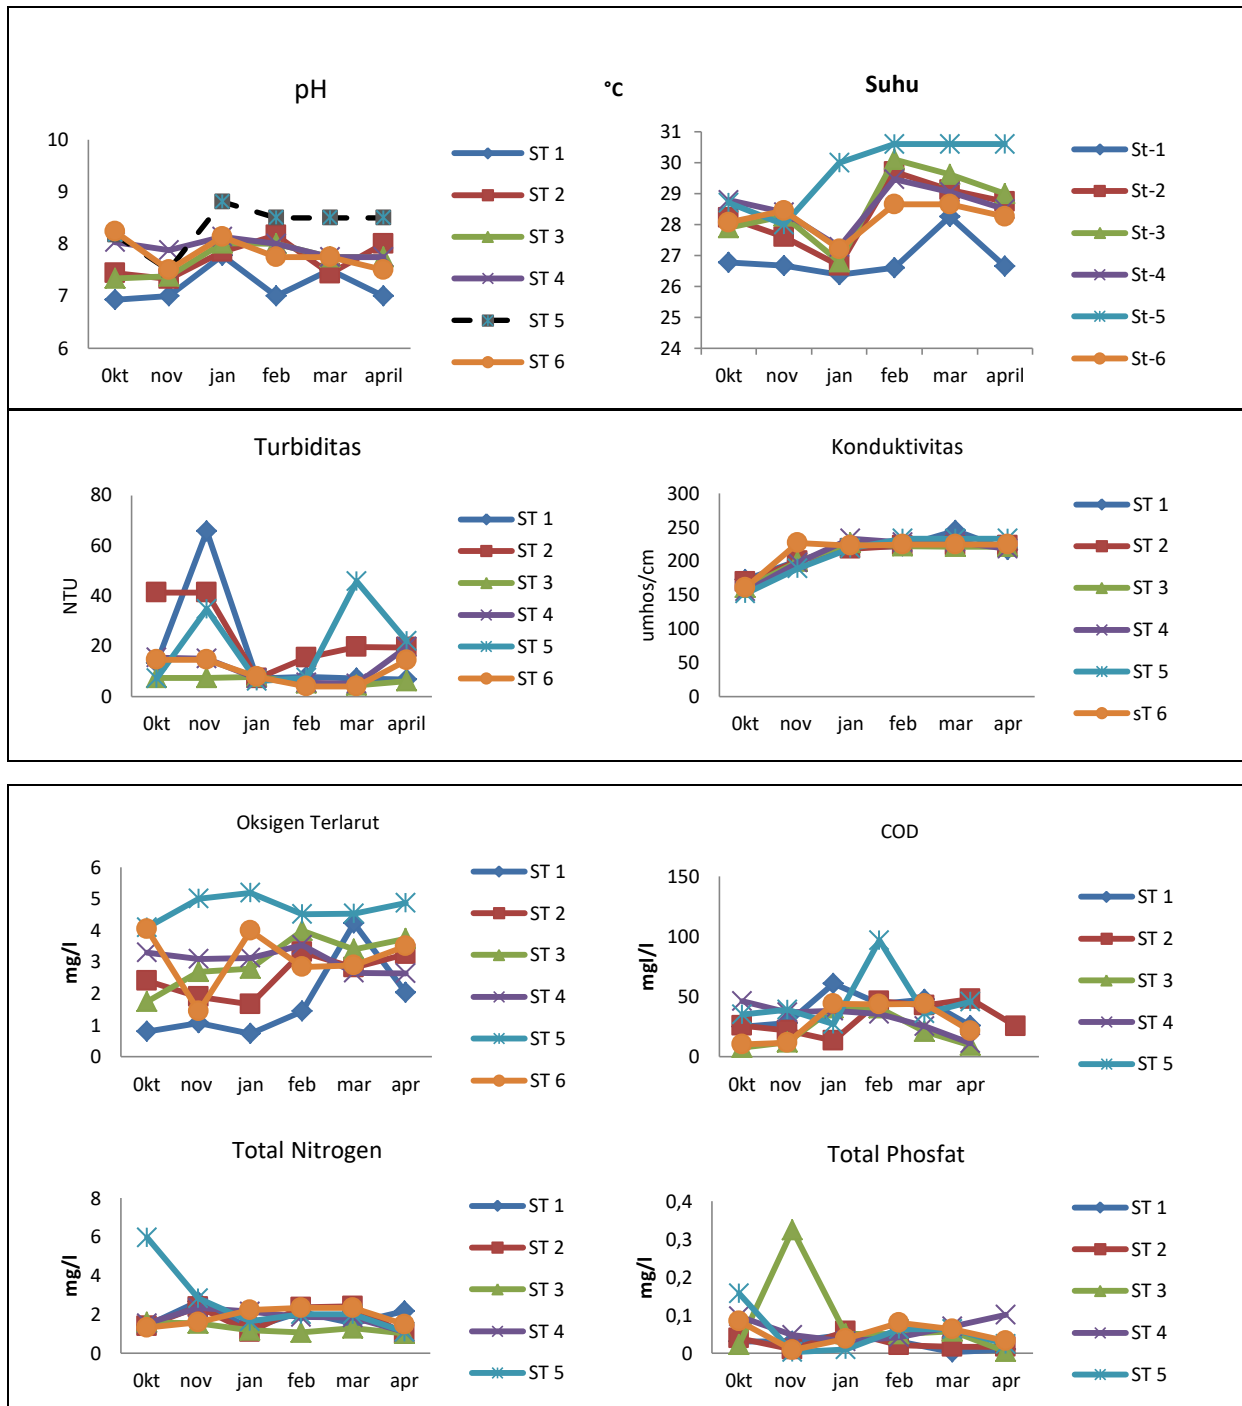 pH
10
9
8
7
6
0kt nov jan feb mar april
ST 1
ST 2
ST 3
ST 4
ST 5
ST 6
°C
Suhu
31
30
29
28
27
26
25
24
0kt nov jan feb mar april
St-1
St-2
St-3
St-4
St-5
St-6
Turbiditas
NTU
80
60
40
20
0
0kt nov jan feb mar april
ST 1
ST 2
ST 3
ST 4
ST 5
ST 6
Konduktivitas
umhos/cm
300
250
200
150
100
50
0
0kt nov jan feb mar apr
ST 1
ST 2
ST 3
ST 4
ST 5
sT 6
Oksigen Terlarut
mg/l
6
5
4
3
2
1
0
0kt nov jan feb mar apr
ST 1
ST 2
ST 3
ST 4
ST 5
ST 6
COD
mgl/l
150
100
50
0
0kt nov jan feb mar apr
ST 1
ST 2
ST 3
ST 4
ST 5
Total Nitrogen
mg/l
8
6
4
2
0
0kt nov jan feb mar apr
ST 1
ST 2
ST 3
ST 4
ST 5
Total Phosfat
mg/l
0,4
0,3
0,2
0,1
0
0kt nov jan feb mar apr
ST 1
ST 2
ST 3
ST 4
ST 5